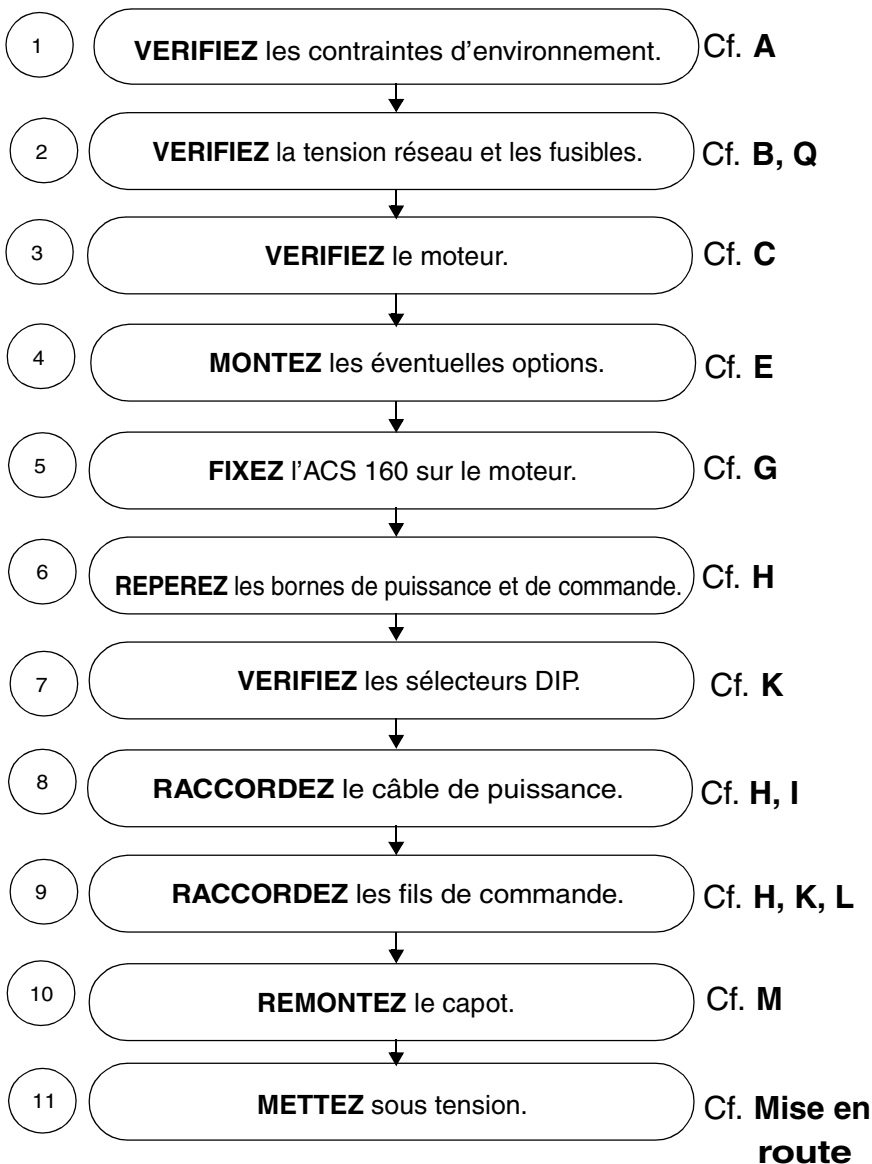 1 VERIFIEZ les contraintes d'environnement. Cf. A
2 VERIFIEZ la tension réseau et les fusibles. Cf. B, Q
3 VERIFIEZ le moteur. Cf. C
4 MONTEZ les éventuelles options. Cf. E
5 FIXEZ l'ACS 160 sur le moteur. Cf. G
6 REPEREZ les bornes de puissance et de commande. Cf. H
7 VERIFIEZ les sélecteurs DIP. Cf. K
8 RACCORDEZ le câble de puissance. Cf. H, I
9 RACCORDEZ les fils de commande. Cf. H, K, L
10 REMONTEZ le capot. Cf. M
11 METTEZ sous tension. Cf. Mise en
route